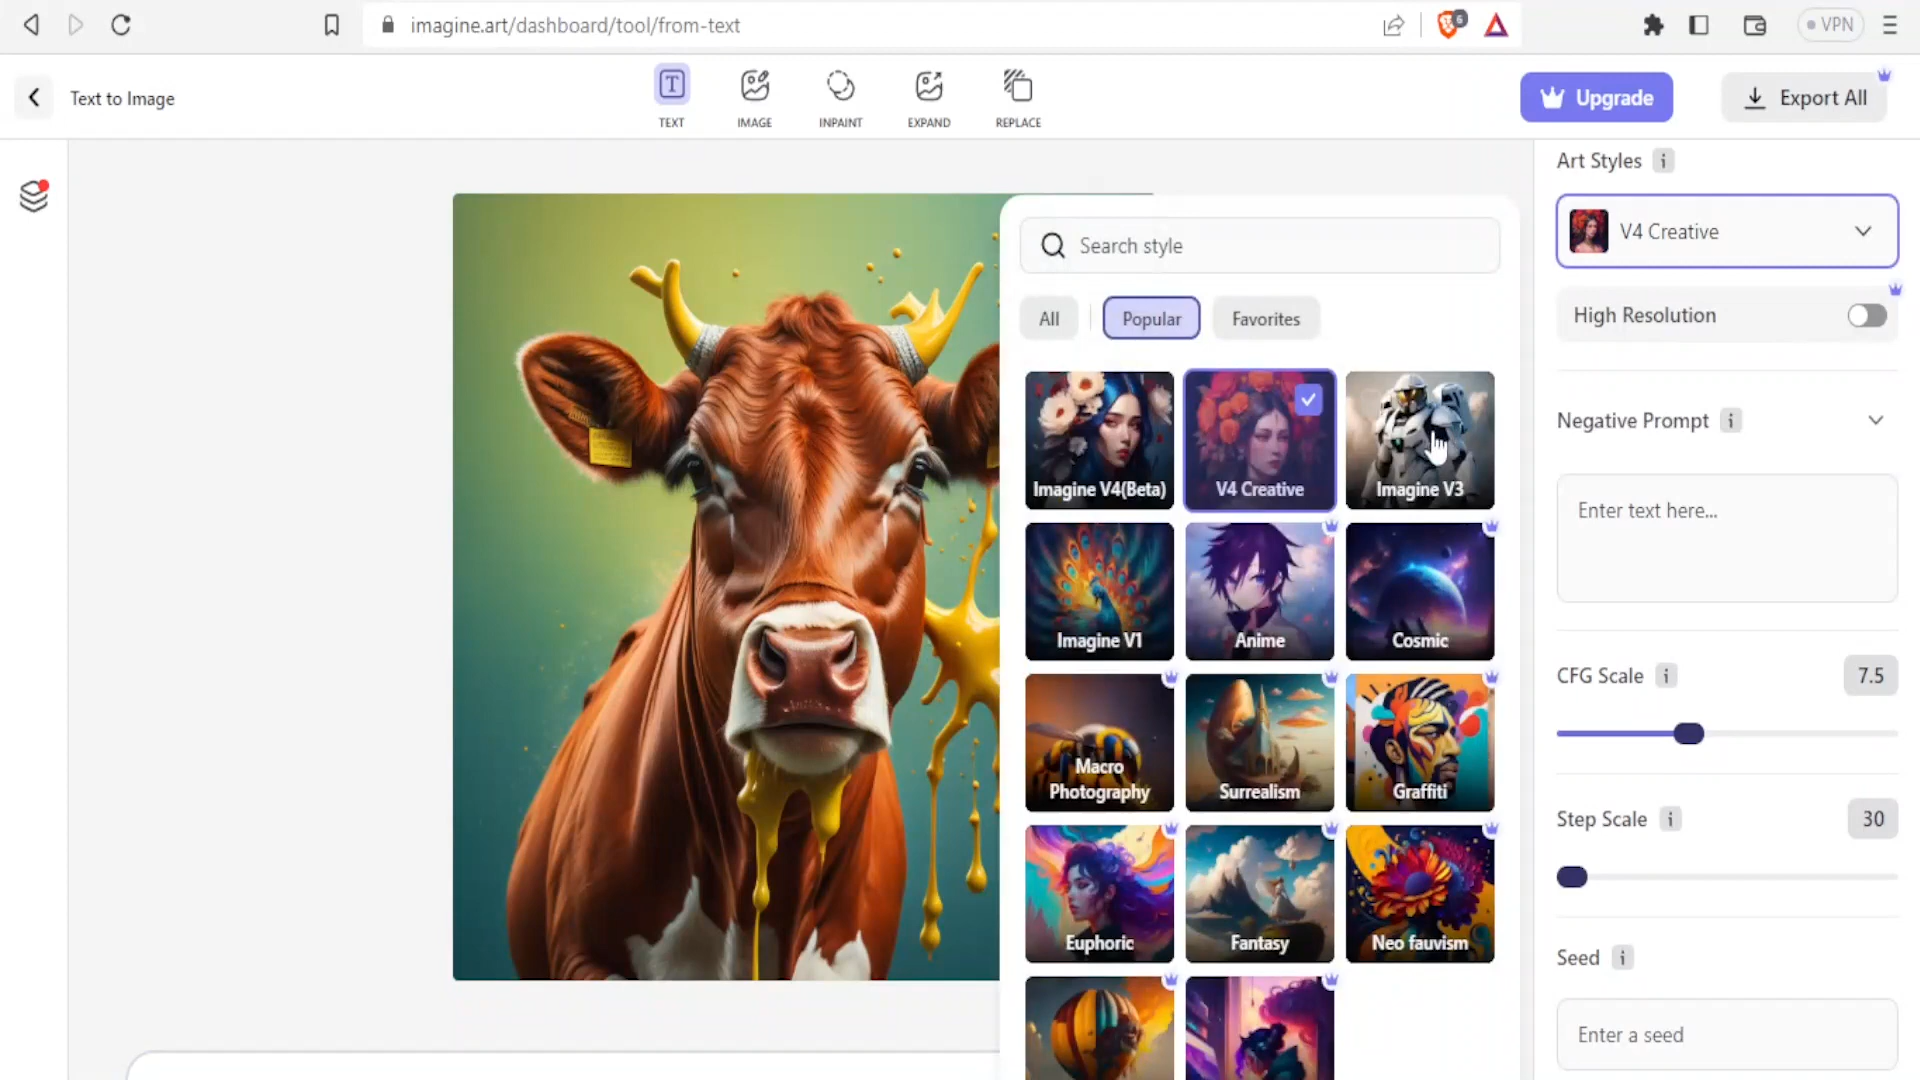 imagine.art/dashboard/tool/from-text
6
VPN
Text to Image
TEXT
IMAGE
INPAINT
EXPAND
REPLACE
Upgrade
Export All
Art Styles i
V4 Creative
High Resolution
Negative Prompt i
Enter text here...
CFG Scale i
7.5
Step Scale i
30
Seed i
Enter a seed
Search style
All
Popular
Favorites
Imagine V4(Beta)
V4 Creative
Imagine V3
Imagine V1
Anime
Cosmic
Macro
Photography
Surrealism
Graffiti
Euphoric
Fantasy
Neo fauvism